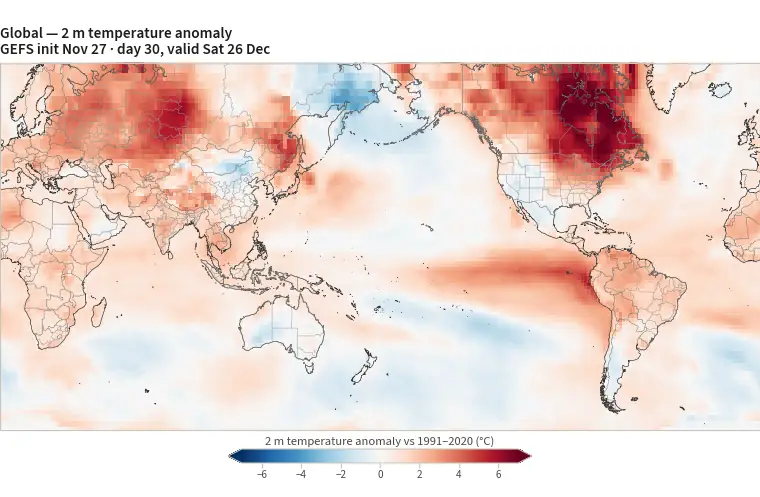 Global — 2 m temperature anomaly
GEFS init Nov 27 · day 30, valid Sat 26 Dec
2 m temperature anomaly vs 1991–2020 (°C)
−6 −4 −2 0 2 4 6